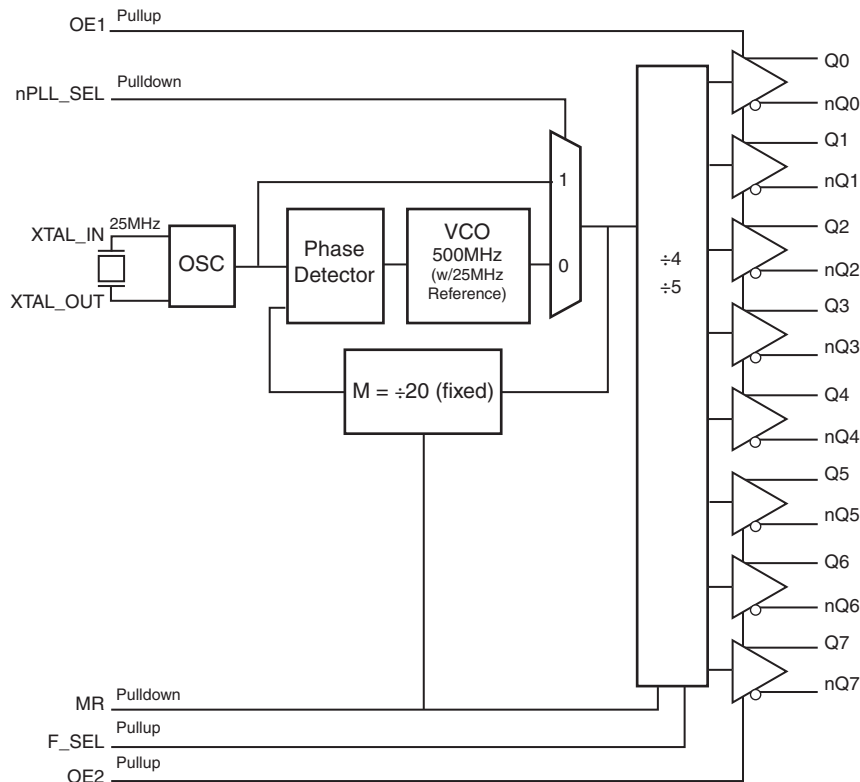 OE1 Pullup
nPLL_SEL Pulldown
XTAL_IN
25MHz
XTAL_OUT
OSC
Phase
Detector
VCO
500MHz
(w/25MHz
Reference)
1
0
M = ÷20 (fixed)
÷4
÷5
Q0
nQ0
Q1
nQ1
Q2
nQ2
Q3
nQ3
Q4
nQ4
Q5
nQ5
Q6
nQ6
Q7
nQ7
MR Pulldown
F_SEL Pullup
OE2 Pullup